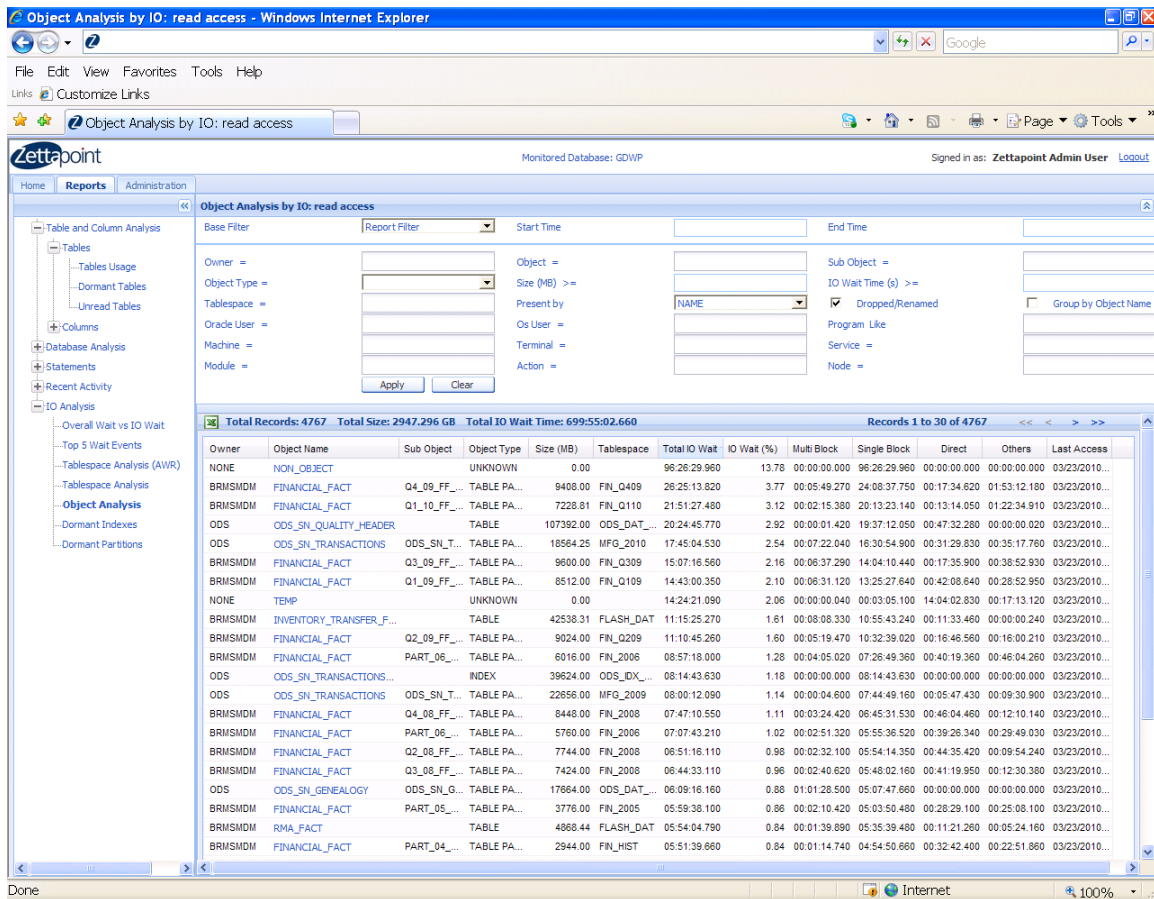 Object Analysis by IO: read access - Windows Internet Explorer
Google
File Edit View Favorites Tools Help
Links Customize Links
Object Analysis by IO: read access Page Tools »
Zettapoint Monitored Database: GDWP Signed in as: Zettapoint Admin User Logout
Home Reports Administration
Object Analysis by IO: read access
Table and Column Analysis
Tables
Tables Usage
Dormant Tables
Unread Tables
Columns
Database Analysis
Statements
Recent Activity
IO Analysis
Overall Wait vs IO Wait
Top 5 Wait Events
Tablespace Analysis (AWR)
Tablespace Analysis
Object Analysis
Dormant Indexes
Dormant Partitions
Base Filter Report Filter Start Time End Time
Owner = Object = Sub Object =
Object Type = Size (MB) >= IO Wait Time (s) >=
Tablespace = Present by NAME Dropped/Renamed Group by Object Name
Oracle User = Os User = Program Like
Machine = Terminal = Service =
Module = Action = Node =
Apply Clear
Total Records: 4767 Total Size: 2947.296 GB Total IO Wait Time: 699:55:02.660 Records 1 to 30 of 4767 << < > >>
Owner Object Name Sub Object Object Type Size (MB) Tablespace Total IO Wait IO Wait (%) Multi Block Single Block Direct Others Last Access
NONE NON_OBJECT UNKNOWN 0.00 96:26:29.960 13.78 00:00:00.000 96:26:29.960 00:00:00.000 00:00:00.000 03/23/2010...
BRMSMDM FINANCIAL_FACT Q4_09_FF_... TABLE PA... 9408.00 FIN_Q409 26:25:13.820 3.77 00:05:49.270 24:08:37.750 00:17:34.620 01:53:12.180 03/23/2010...
BRMSMDM FINANCIAL_FACT Q1_10_FF_... TABLE PA... 7228.81 FIN_Q110 21:51:27.480 3.12 00:02:15.380 20:13:23.140 00:13:14.050 01:22:34.910 03/23/2010...
ODS ODS_SN_QUALITY_HEADER TABLE 107392.00 ODS_DAT_... 20:24:45.770 2.92 00:00:01.420 19:37:12.050 00:47:32.280 00:00:00.020 03/23/2010...
ODS ODS_SN_TRANSACTIONS ODS_SN_T... TABLE PA... 18564.25 MFG_2010 17:45:04.530 2.54 00:07:22.040 16:30:54.900 00:31:29.830 00:35:17.760 03/23/2010...
BRMSMDM FINANCIAL_FACT Q3_09_FF_... TABLE PA... 9600.00 FIN_Q309 15:07:16.560 2.16 00:06:37.290 14:04:10.440 00:17:35.900 00:38:52.930 03/23/2010...
BRMSMDM FINANCIAL_FACT Q1_09_FF_... TABLE PA... 8512.00 FIN_Q109 14:43:00.350 2.10 00:06:31.120 13:25:27.640 00:42:08.640 00:28:52.950 03/23/2010...
NONE TEMP UNKNOWN 0.00 14:24:21.090 2.06 00:00:00.040 00:03:05.100 14:04:02.830 00:17:13.120 03/23/2010...
BRMSMDM INVENTORY_TRANSFER_F... TABLE 42538.31 FLASH_DAT 11:15:25.270 1.61 00:08:08.330 10:55:43.240 00:11:33.460 00:00:00.240 03/23/2010...
BRMSMDM FINANCIAL_FACT Q2_09_FF_... TABLE PA... 9024.00 FIN_Q209 11:10:45.260 1.60 00:05:19.470 10:32:39.020 00:16:46.560 00:16:00.210 03/23/2010...
BRMSMDM FINANCIAL_FACT PART_06_... TABLE PA... 6016.00 FIN_2006 08:57:18.000 1.28 00:04:05.020 07:26:49.360 00:40:19.360 00:46:04.260 03/23/2010...
ODS ODS_SN_TRANSACTIONS... INDEX 39624.00 ODS_IDX_... 08:14:43.630 1.18 00:00:00.000 08:14:43.630 00:00:00.000 00:00:00.000 03/23/2010...
ODS ODS_SN_TRANSACTIONS ODS_SN_T... TABLE PA... 22656.00 MFG_2009 08:00:12.090 1.14 00:00:04.600 07:44:49.160 00:05:47.430 00:09:30.900 03/23/2010...
BRMSMDM FINANCIAL_FACT Q4_08_FF_... TABLE PA... 8448.00 FIN_2008 07:47:10.550 1.11 00:03:24.420 06:45:31.530 00:46:04.460 00:12:10.140 03/23/2010...
BRMSMDM FINANCIAL_FACT PART_06_... TABLE PA... 5760.00 FIN_2006 07:07:43.210 1.02 00:02:51.320 05:55:36.520 00:39:26.340 00:29:49.030 03/23/2010...
BRMSMDM FINANCIAL_FACT Q2_08_FF_... TABLE PA... 7744.00 FIN_2008 06:51:16.110 0.98 00:02:32.100 05:54:14.350 00:44:35.420 00:09:54.240 03/23/2010...
BRMSMDM FINANCIAL_FACT Q3_08_FF_... TABLE PA... 7424.00 FIN_2008 06:44:33.110 0.96 00:02:40.620 05:48:02.160 00:41:19.950 00:12:30.380 03/23/2010...
ODS ODS_SN_GENEALOGY ODS_SN_G... TABLE PA... 17664.00 ODS_DAT_... 06:09:16.160 0.88 01:01:28.500 05:07:47.660 00:00:00.000 00:00:00.000 03/23/2010...
BRMSMDM FINANCIAL_FACT PART_05_... TABLE PA... 3776.00 FIN_2005 05:59:38.100 0.86 00:02:10.420 05:03:50.480 00:28:29.100 00:25:08.100 03/23/2010...
BRMSMDM RMA_FACT TABLE 4868.44 FLASH_DAT 05:54:04.790 0.84 00:01:39.890 05:35:39.480 00:11:21.260 00:05:24.160 03/23/2010...
BRMSMDM FINANCIAL_FACT PART_04_... TABLE PA... 2944.00 FIN_HIST 05:51:39.660 0.84 00:01:14.740 04:54:50.660 00:32:42.400 00:22:51.860 03/23/2010...
Done Internet 100%